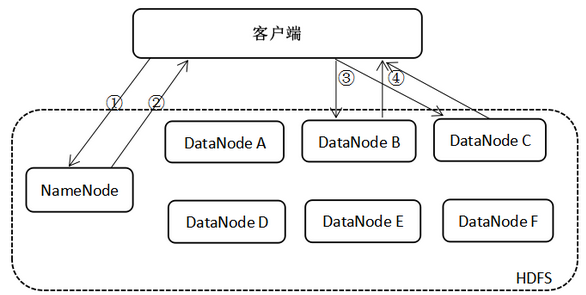 客户端
①
②
③
④
DataNode A
DataNode B
DataNode C
NameNode
DataNode D
DataNode E
DataNode F
HDFS